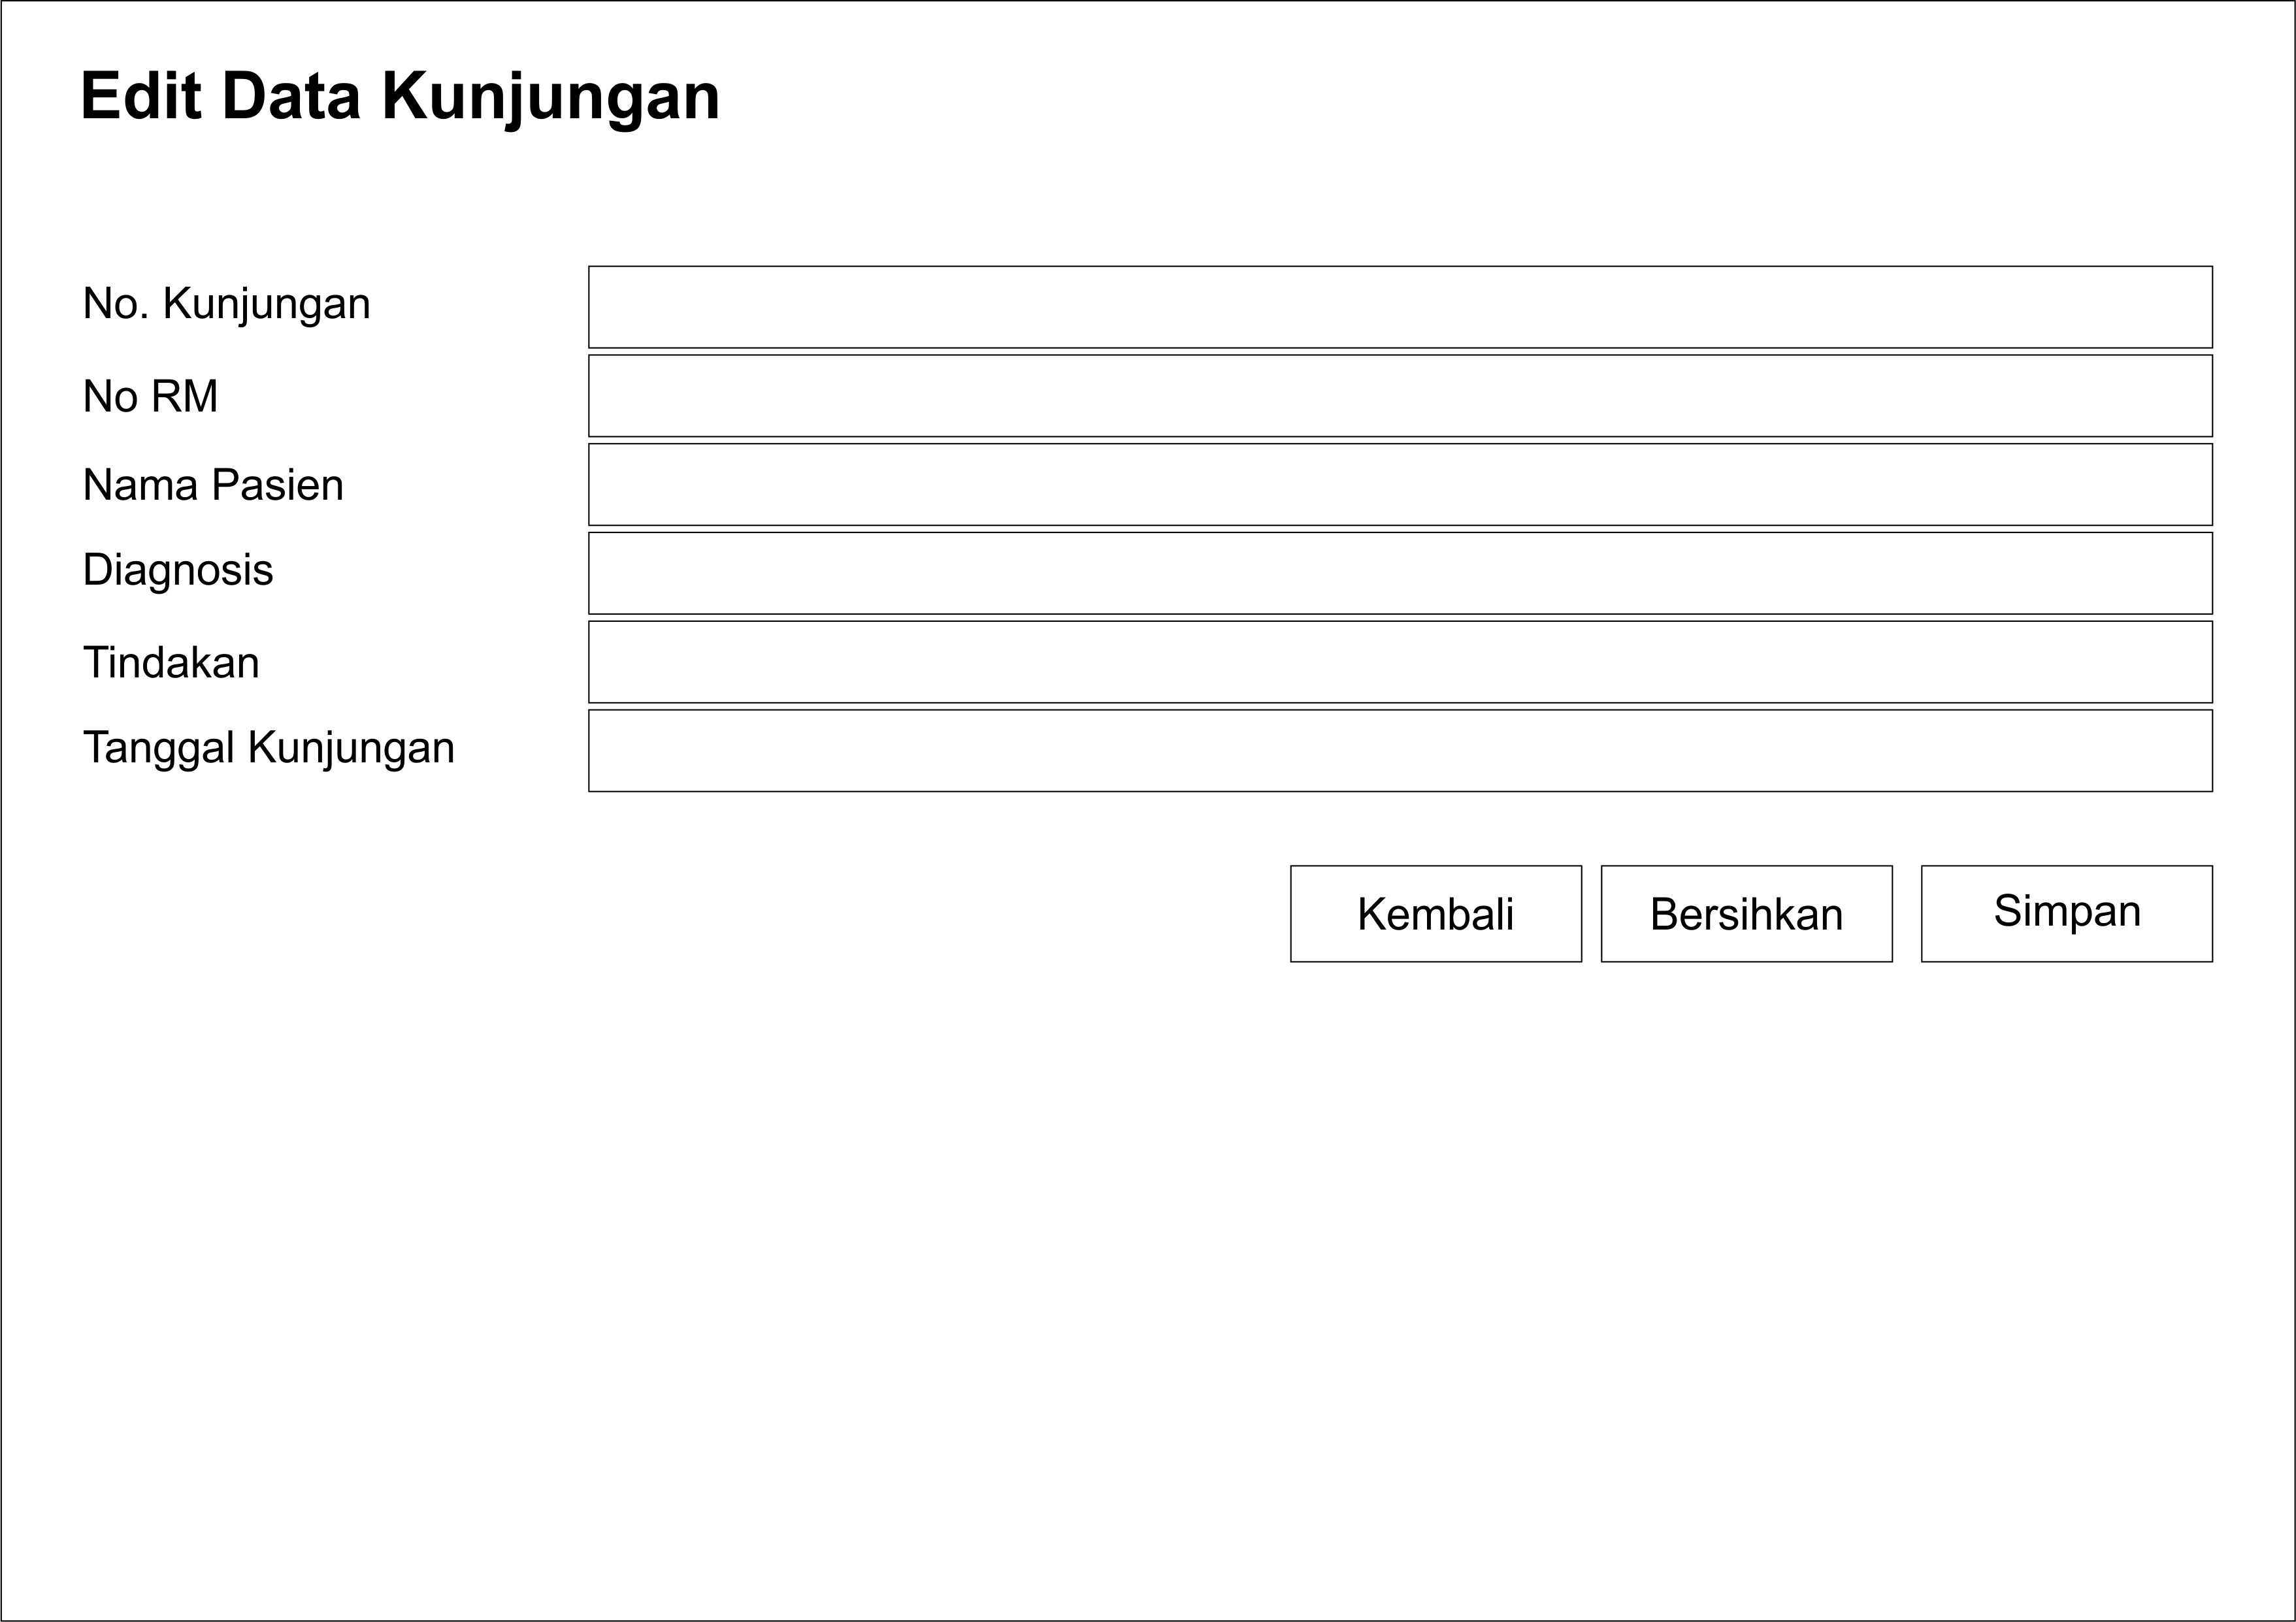 Edit Data Kunjungan
No. Kunjungan
No RM
Nama Pasien
Diagnosis
Tindakan
Tanggal Kunjungan
Kembali Bersihkan Simpan